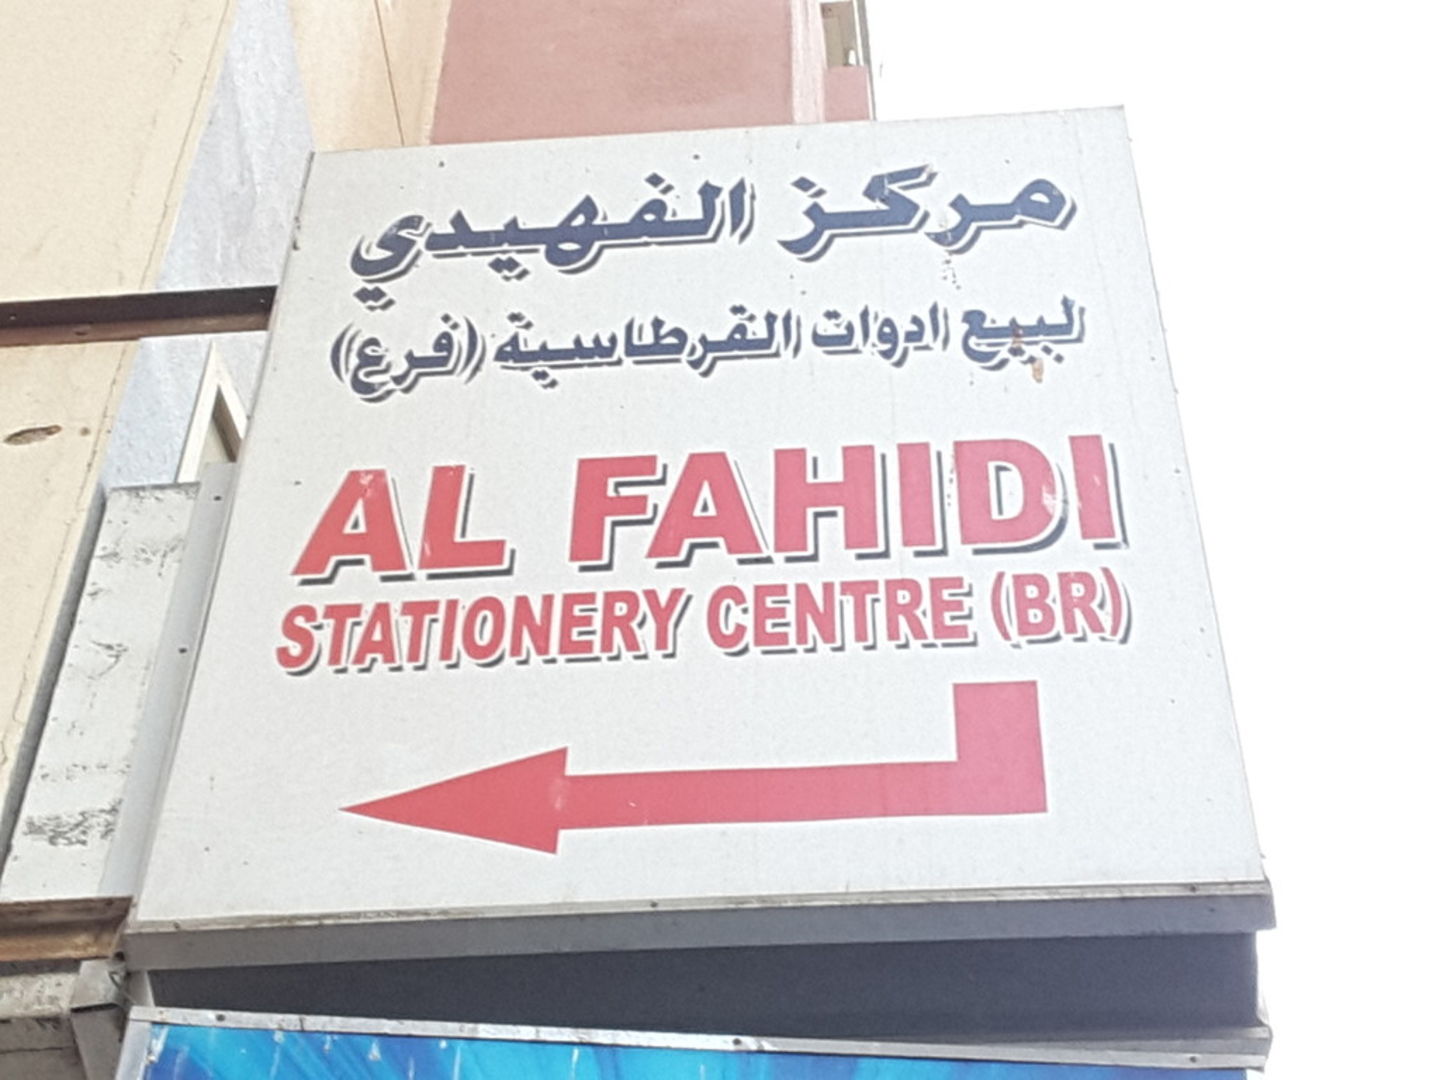 مركز الفهيدي
لبيع ادوات القرطاسية (فرع)
AL FAHIDI
STATIONERY CENTRE (BR)